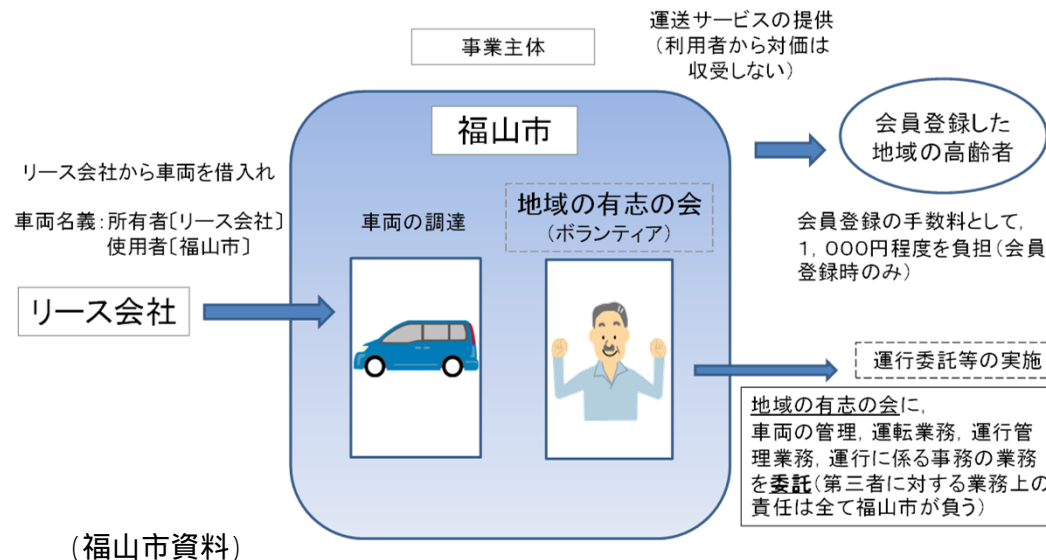 事業主体
運送サービスの提供
（利用者から対価は
収受しない）
福山市
会員登録した
地域の高齢者
リース会社から車両を借入れ
車両名義：所有者〔リース会社〕
使用者〔福山市〕
車両の調達
地域の有志の会
（ボランティア）
会員登録の手数料として，
１，０００円程度を負担（会員
登録時のみ）
リース会社
運行委託等の実施
地域の有志の会に，
車両の管理，運転業務，運行管
理業務，運行に係る事務の業務
を委託（第三者に対する業務上の
責任は全て福山市が負う）
（福山市資料）